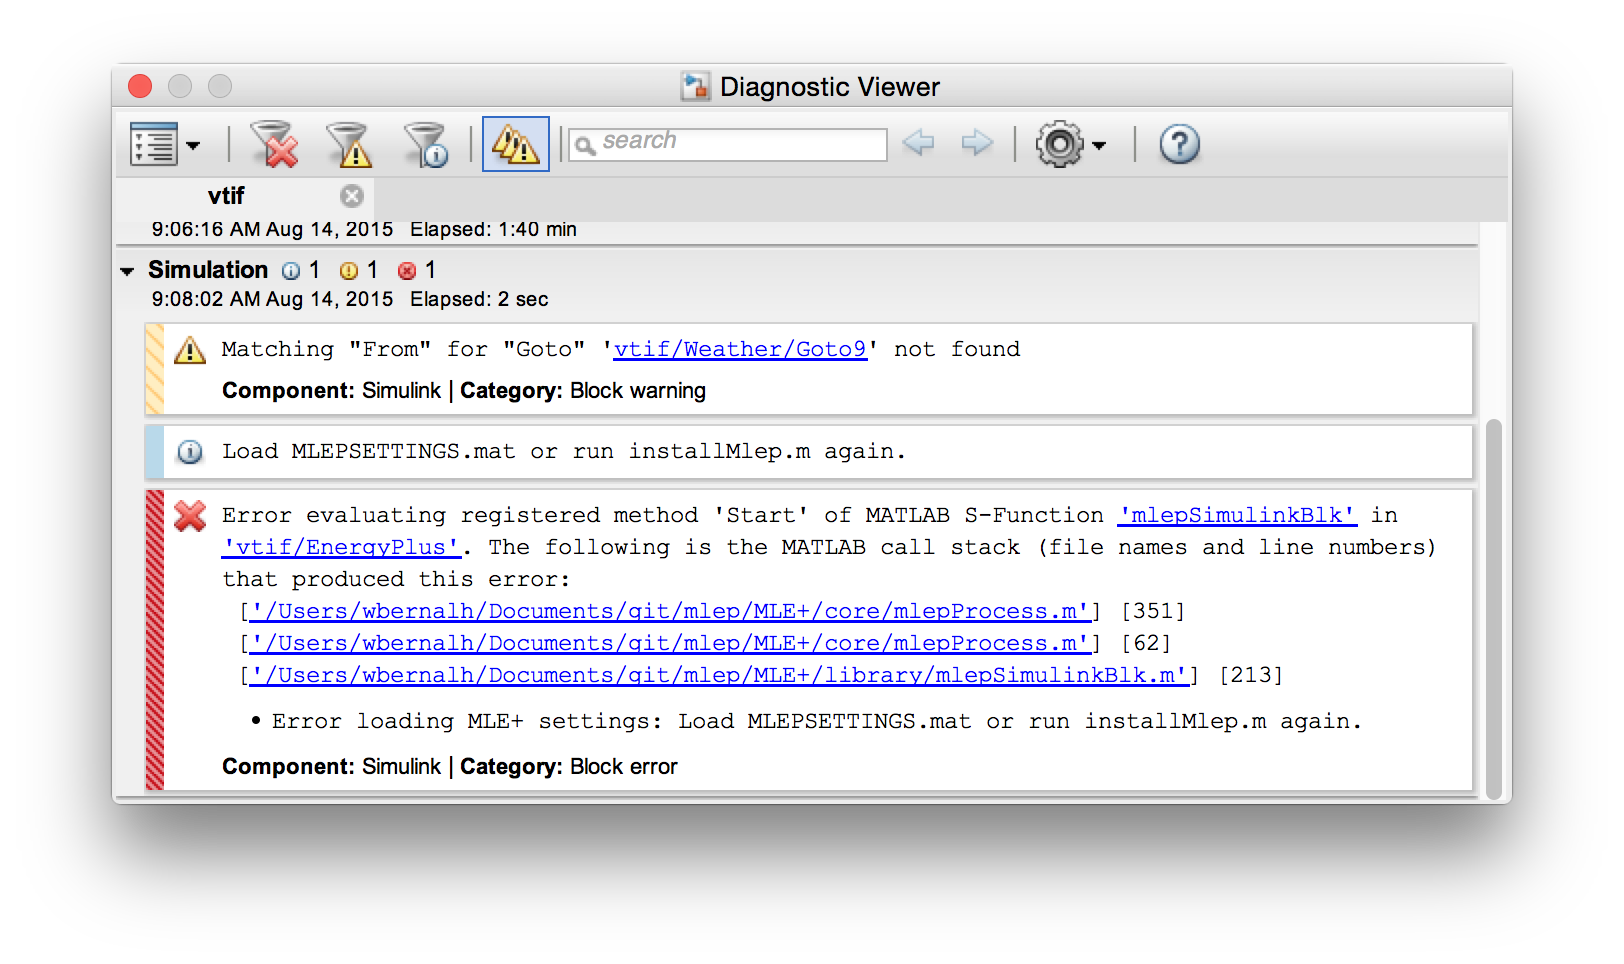 Diagnostic Viewer
search
vtif
9:06:16 AM Aug 14, 2015 Elapsed: 1:40 min
Simulation 1 1 1
9:08:02 AM Aug 14, 2015 Elapsed: 2 sec
Matching "From" for "Goto" 'vtif/Weather/Goto9' not found
Component: Simulink | Category: Block warning
Load MLEPSETTINGS.mat or run installMlep.m again.
Error evaluating registered method 'Start' of MATLAB S-Function 'mlepSimulinkBlk' in
'vtif/EnergyPlus'. The following is the MATLAB call stack (file names and line numbers)
that produced this error:
['/Users/wbernalh/Documents/git/mlep/MLE+/core/mlepProcess.m'] [351]
['/Users/wbernalh/Documents/git/mlep/MLE+/core/mlepProcess.m'] [62]
['/Users/wbernalh/Documents/git/mlep/MLE+/library/mlepSimulinkBlk.m'] [213]
• Error loading MLE+ settings: Load MLEPSETTINGS.mat or run installMlep.m again.
Component: Simulink | Category: Block error